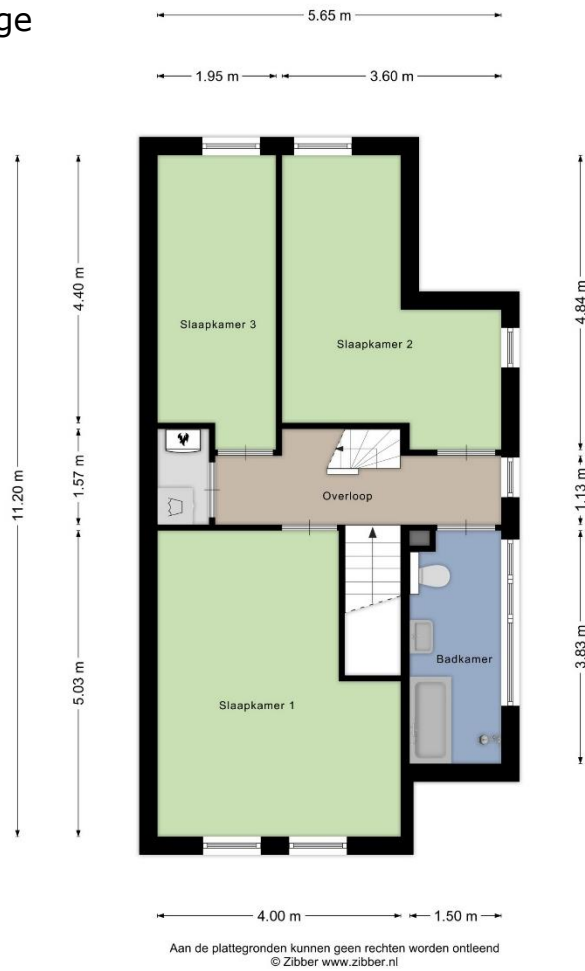 ge
5.65 m
1.95 m
3.60 m
4.40 m
4.84 m
Slaapkamer 3
Slaapkamer 2
11.20 m
1.57 m
Overloop
1.13 m
5.03 m
3.83 m
Badkamer
Slaapkamer 1
4.00 m
1.50 m
Aan de plattegronden kunnen geen rechten worden ontleend
© Zibber www.zibber.nl